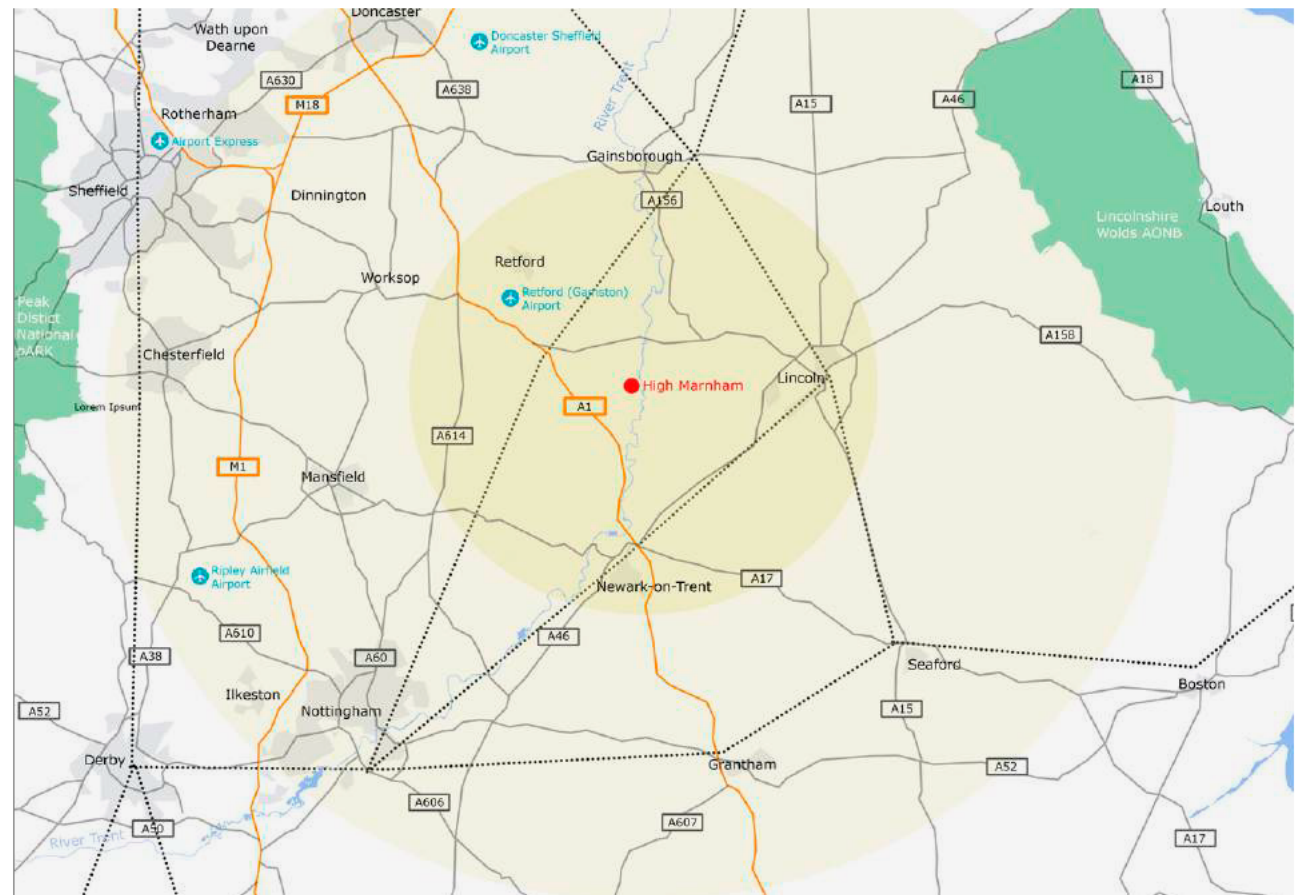 Doncaster
Wath upon
Dearne
Doncaster Sheffield
Airport
A630
A638
M18
A15
A46
A18
River Trent
Rotherham
Airport Express
Gainsborough
Sheffield
Dinnington
A156
Louth
Lincolnshire
Wolds AONB
Retford
Worksop
Retford (Gamston)
Airport
Peak
Distict
National
pARK
Chesterfield
A158
Lincoln
High Marnham
Lorem Ipsum
A1
A614
M1
Mansfield
Ripley Airfield
Airport
Newark-on-Trent
A17
A610
A46
A38
A60
Seaford
Boston
Ilkeston
Nottingham
A52
A15
Derby
Grantham
A52
A606
A607
A50
River Trent
A17